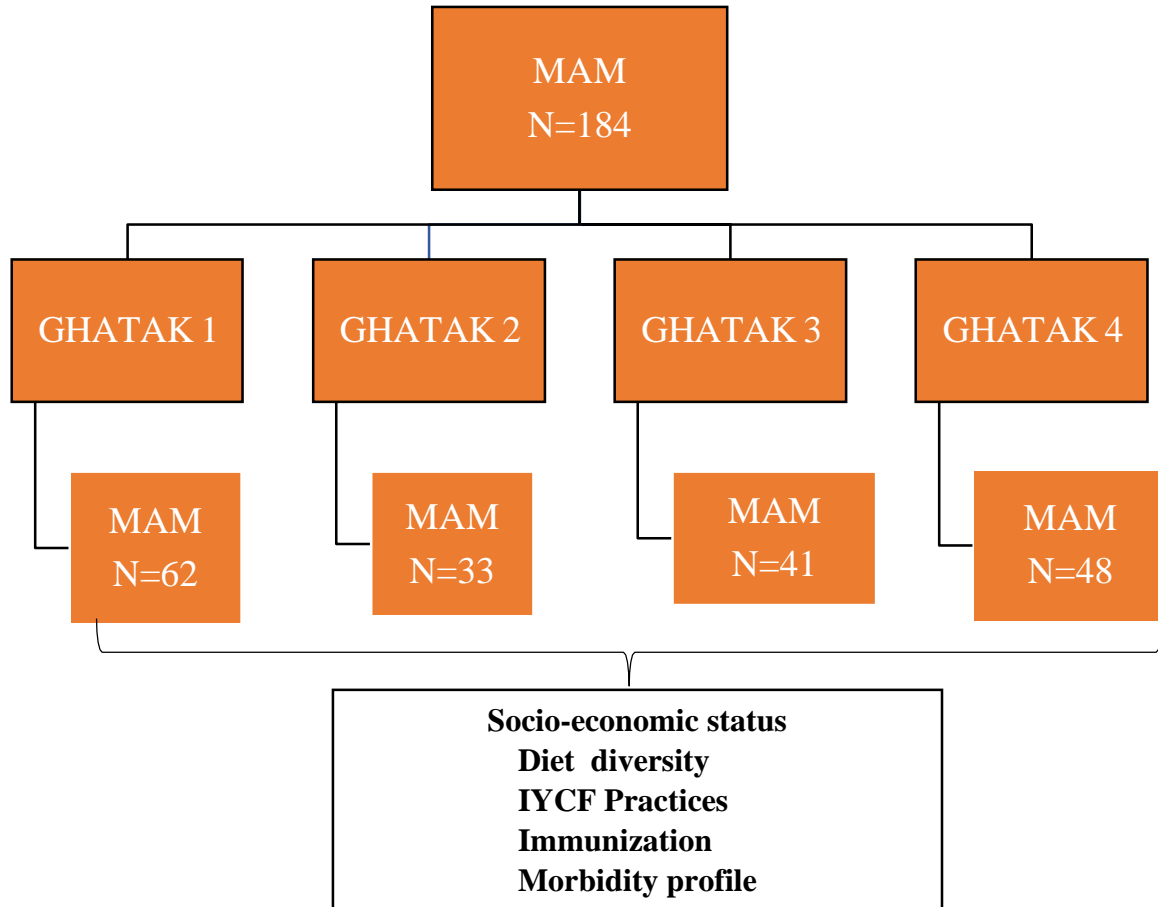 MAM
N=184
GHATAK 1
GHATAK 2
GHATAK 3
GHATAK 4
MAM
N=62
MAM
N=33
MAM
N=41
MAM
N=48
Socio-economic status
Diet diversity
IYCF Practices
Immunization
Morbidity profile